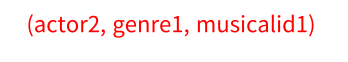 (actor2, genre1, musicalid1)